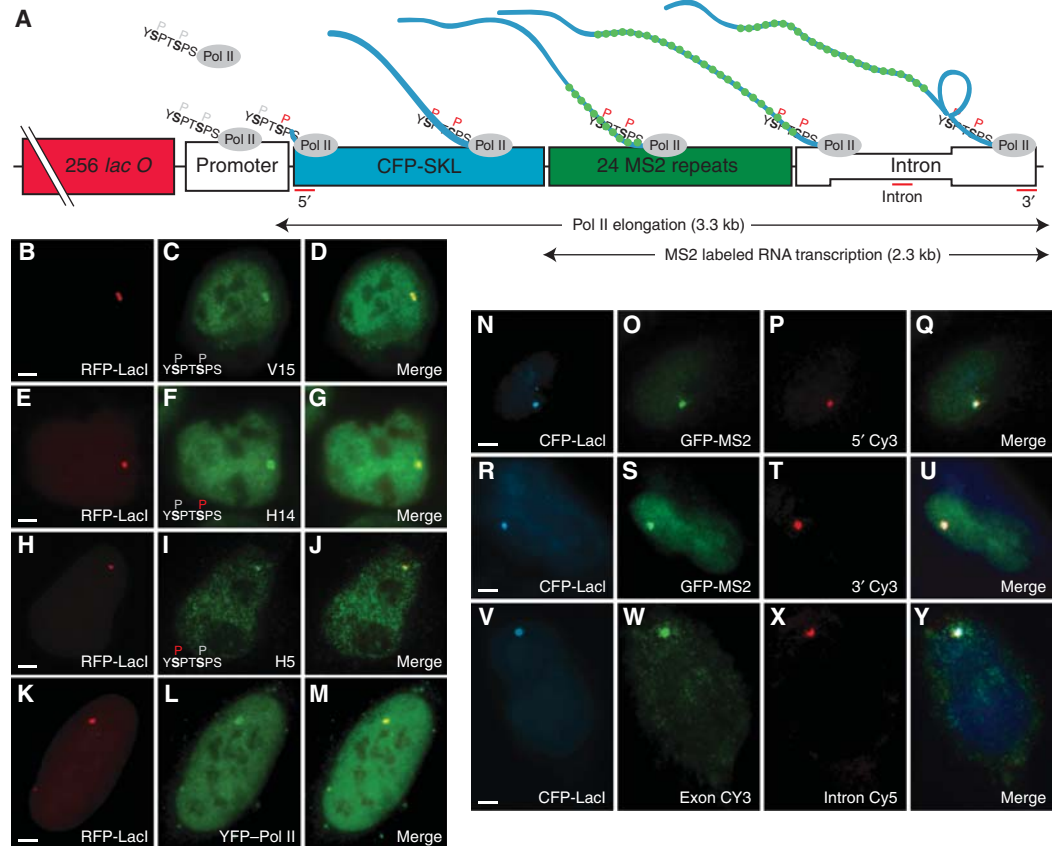 A
P
P
YSPTSPS
Pol II
P
P
YSPTSPS
Pol II
P
P
YSPTSPS
Pol II
P
P
YSPTSPS
Pol II
P
P
YSPTSPS
Pol II
P
P
YSPTSPS
Pol II
P
P
YSPTSPS
Pol II
256 lac O
Promoter
CFP-SKL
24 MS2 repeats
Intron
5′
Intron
3′
Pol II elongation (3.3 kb)
MS2 labeled RNA transcription (2.3 kb)
B
RFP-LacI
C
P P
YSPTSPS
V15
D
Merge
E
RFP-LacI
F
P P
YSPTSPS
H14
G
Merge
H
RFP-LacI
I
P P
YSPTSPS
H5
J
Merge
K
RFP-LacI
L
YFP–Pol II
M
Merge
N
CFP-LacI
O
GFP-MS2
P
5′ Cy3
Q
Merge
R
CFP-LacI
S
GFP-MS2
T
3′ Cy3
U
Merge
V
CFP-LacI
W
Exon CY3
X
Intron Cy5
Y
Merge